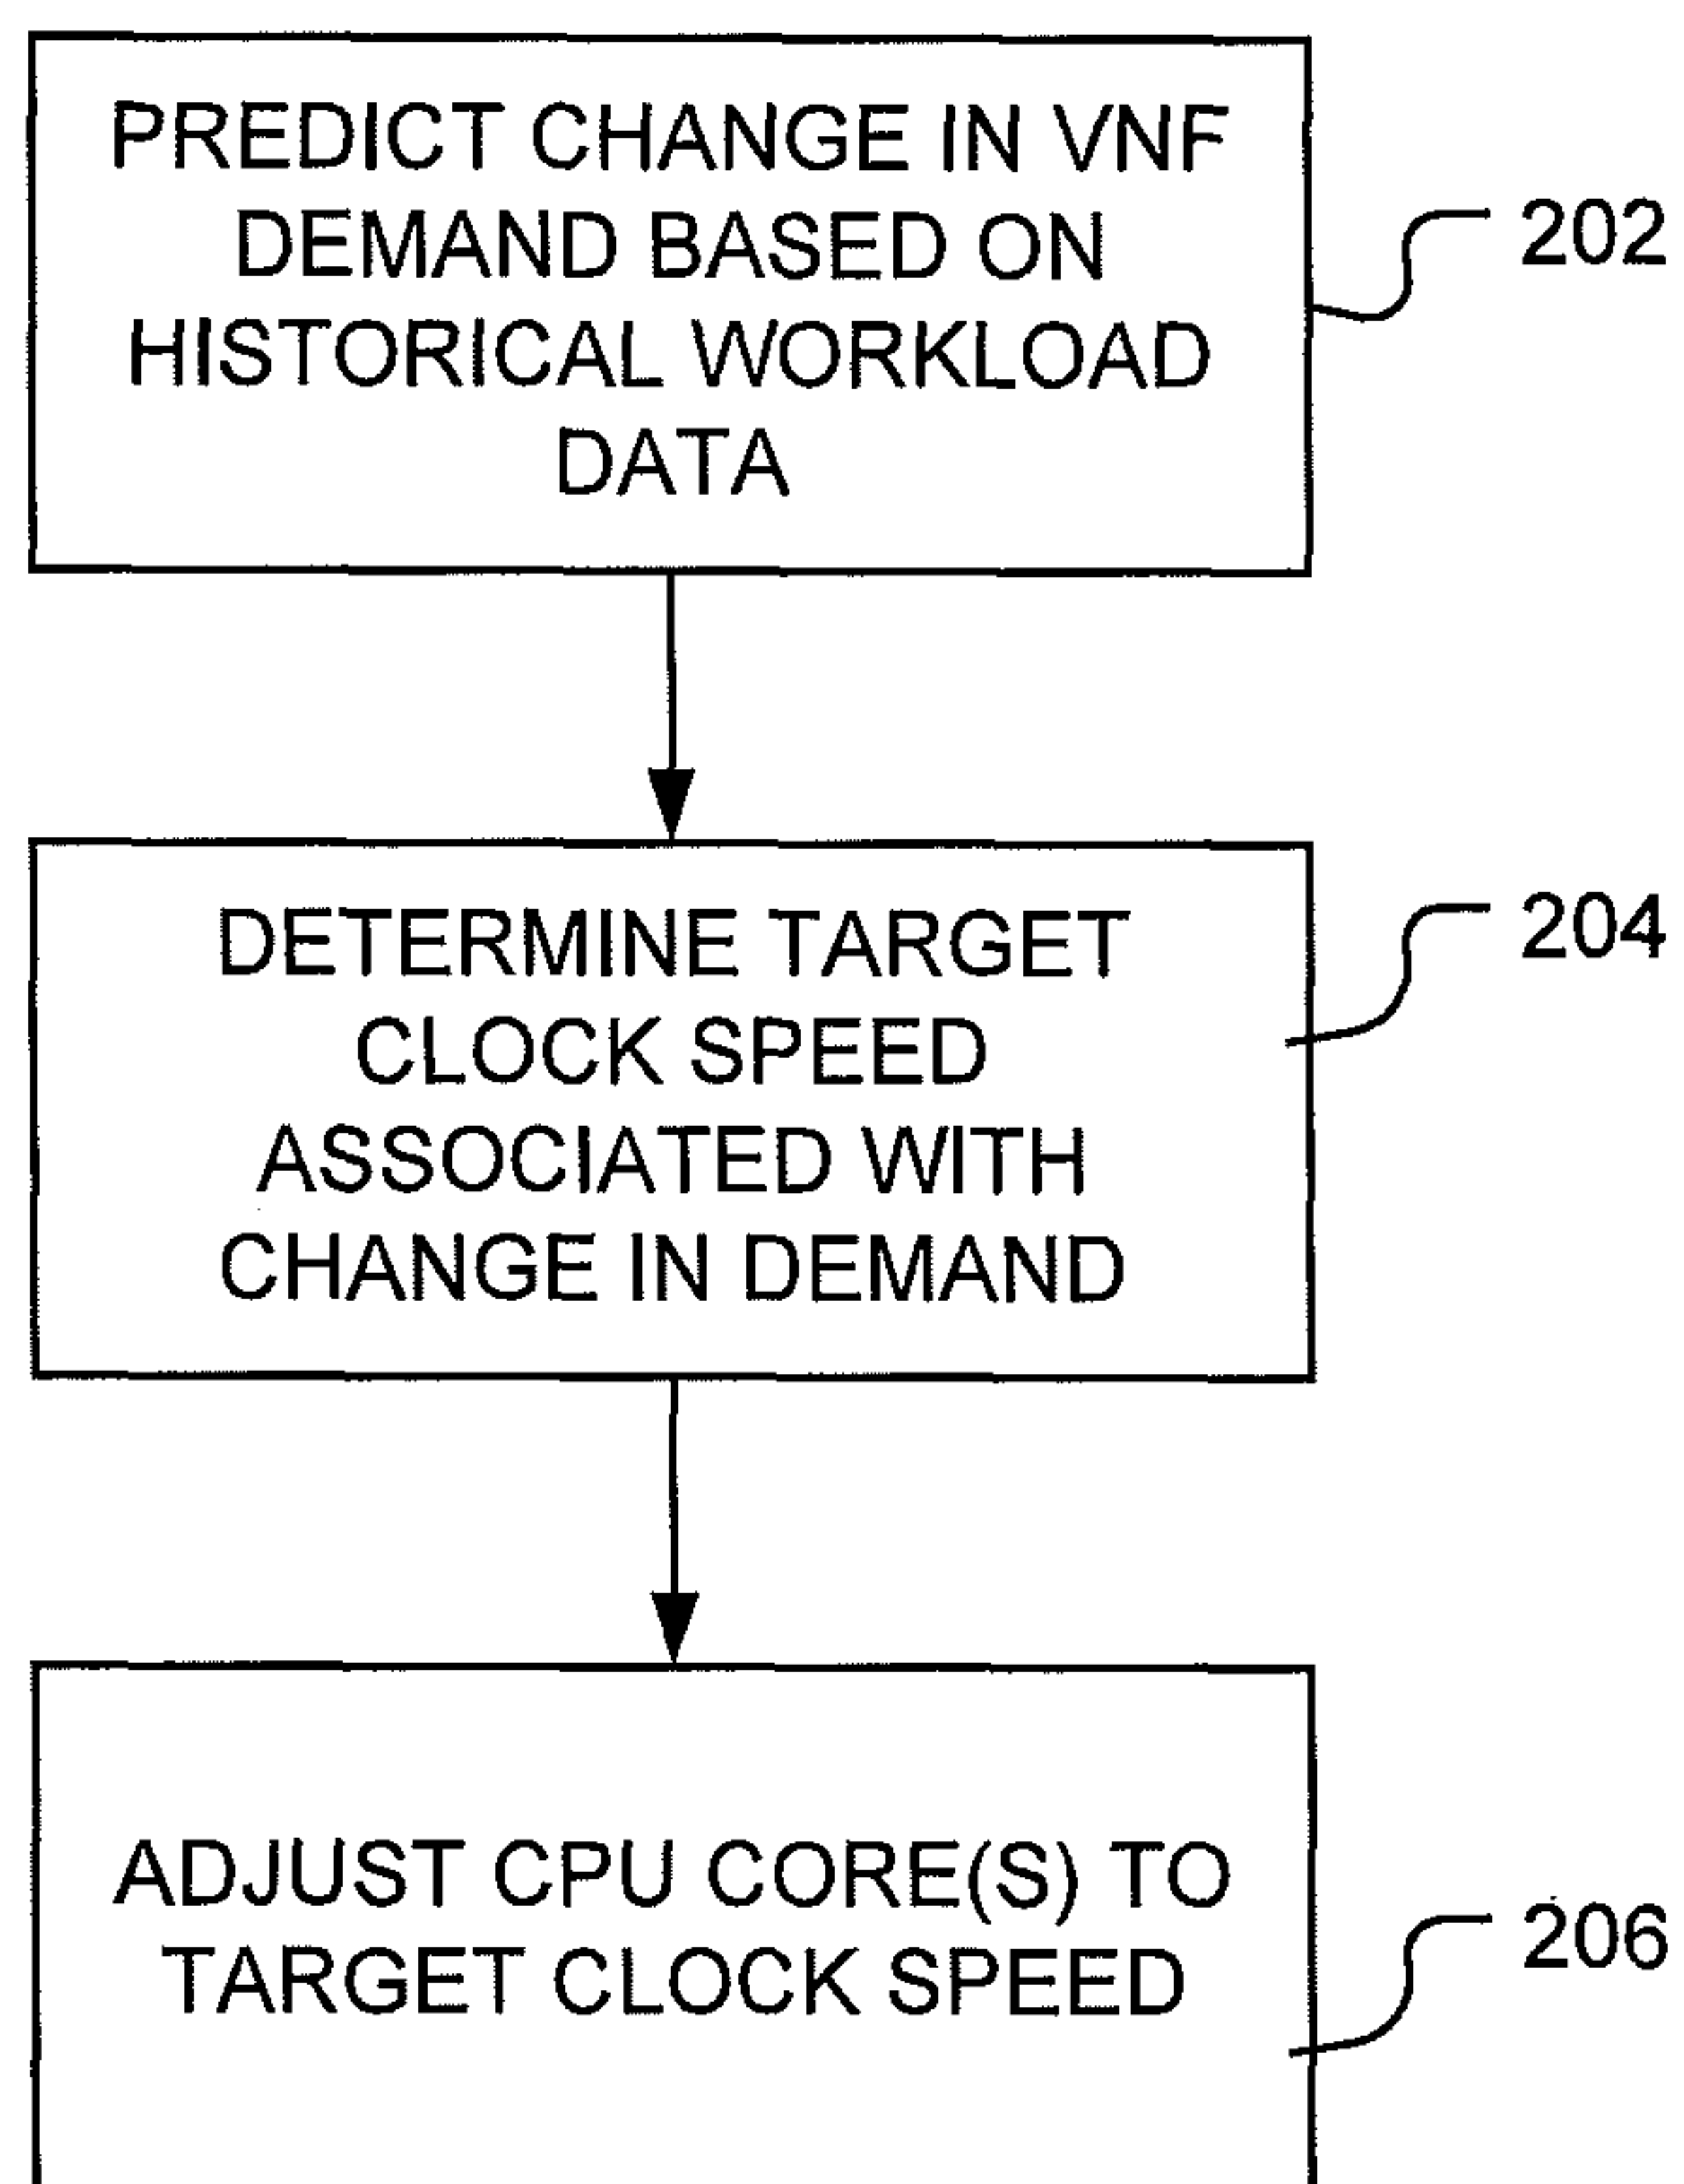 PREDICT CHANGE IN VNF
DEMAND BASED ON
HISTORICAL WORKLOAD
DATA
202
DETERMINE TARGET
CLOCK SPEED
ASSOCIATED WITH
CHANGE IN DEMAND
204
ADJUST CPU CORE(S) TO
TARGET CLOCK SPEED
206